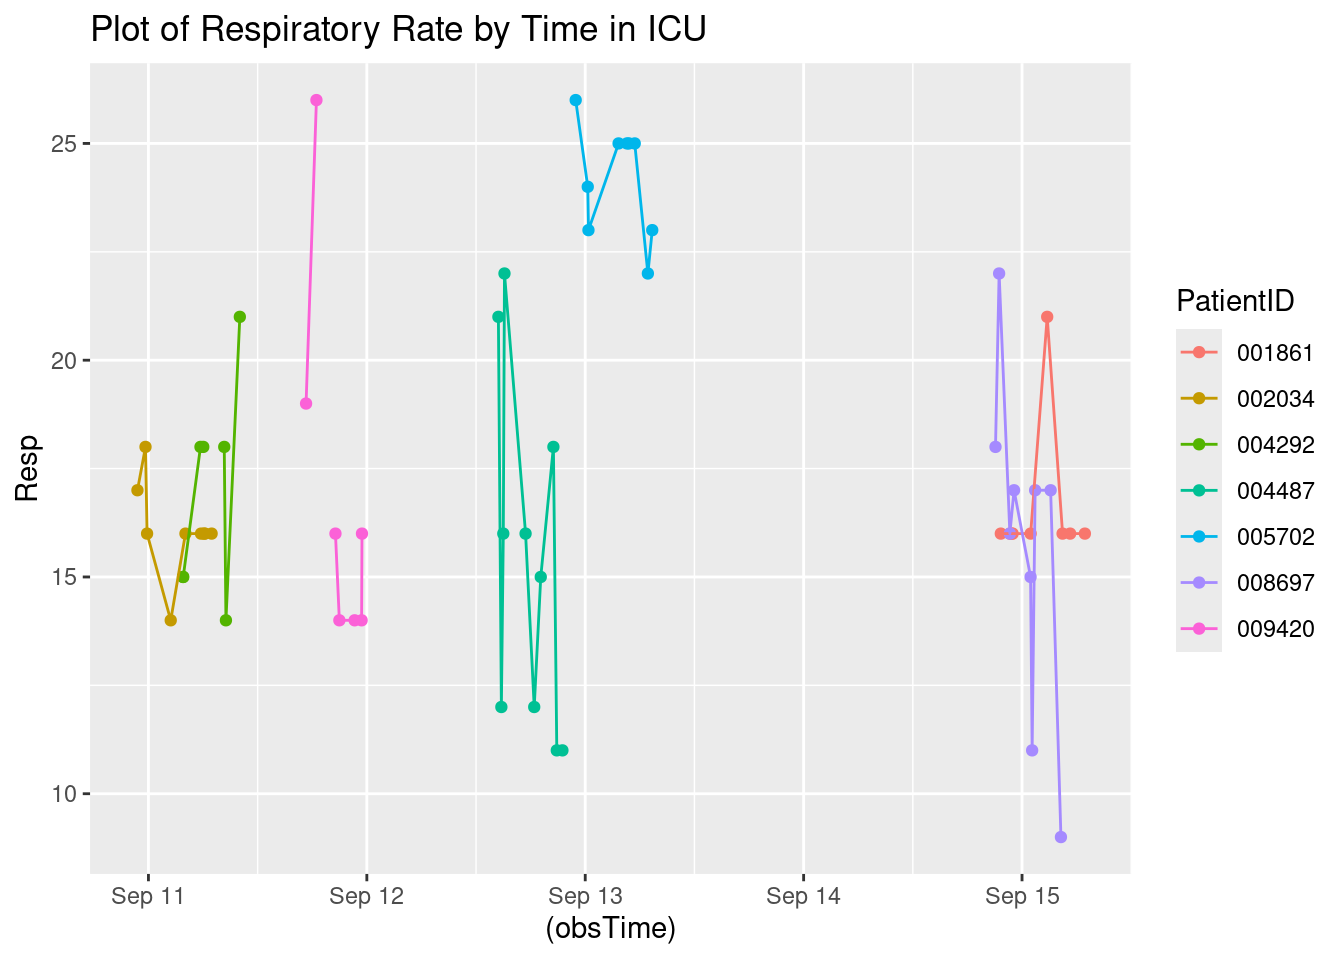 Plot of Respiratory Rate by Time in ICU
Resp
25
20
15
10
Sep 11
Sep 12
Sep 13
Sep 14
Sep 15
(obsTime)
PatientID
001861
002034
004292
004487
005702
008697
009420